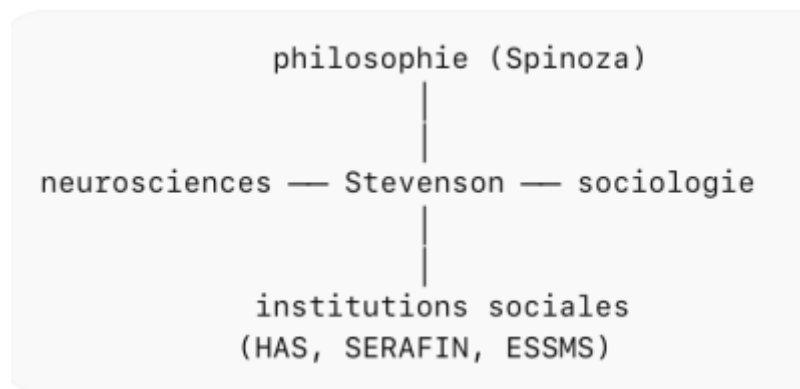 philosophie (Spinoza)
neurosciences — Stevenson — sociologie
institutions sociales
(HAS, SERAFIN, ESSMS)